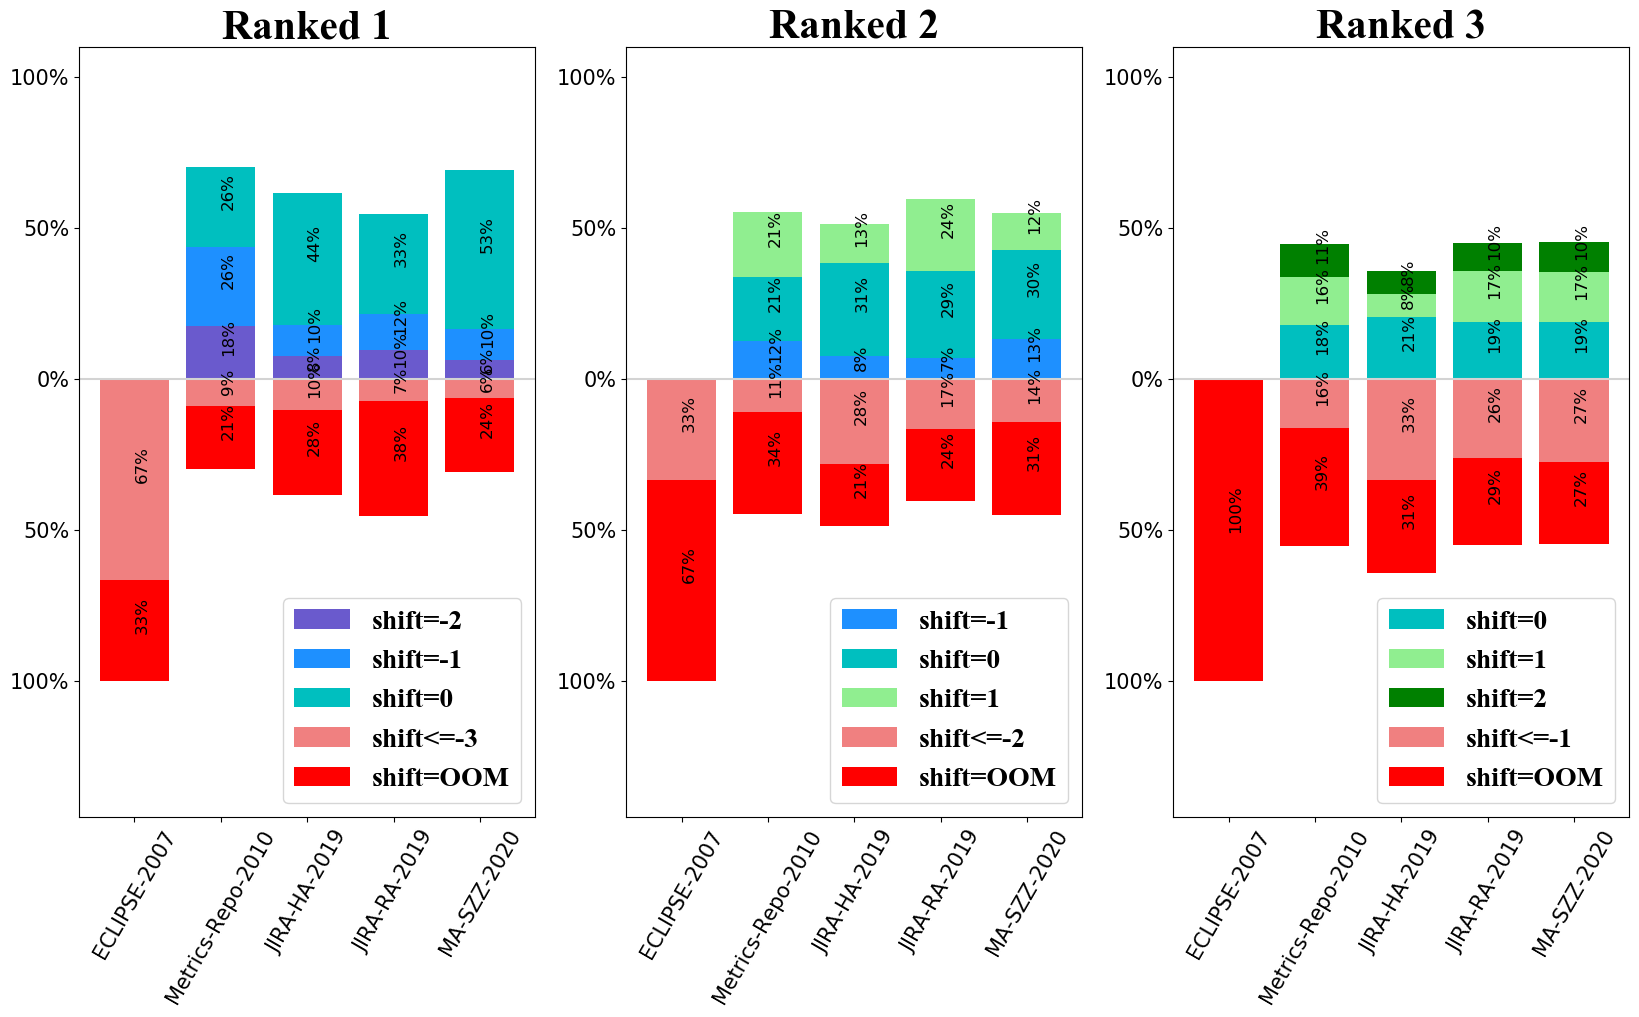 Ranked 1
100%
50%
0%
50%
100%
67%
33%
26%
26%
18%
9%
21%
44%
10%
8%
10%
28%
33%
12%
10%
7%
38%
53%
10%
6%
6%
24%
shift=-2
shift=-1
shift=0
shift<=-3
shift=OOM
ECLIPSE-2007
Metrics-Repo-2010
JIRA-HA-2019
JIRA-RA-2019
MA-SZZ-2020
Ranked 2
100%
50%
0%
50%
100%
33%
67%
21%
21%
12%
11%
34%
13%
31%
8%
28%
21%
24%
29%
7%
17%
24%
12%
30%
13%
14%
31%
shift=-1
shift=0
shift=1
shift<=-2
shift=OOM
ECLIPSE-2007
Metrics-Repo-2010
JIRA-HA-2019
JIRA-RA-2019
MA-SZZ-2020
Ranked 3
100%
50%
0%
50%
100%
100%
11%
16%
18%
16%
39%
8%
8%
21%
33%
31%
10%
17%
19%
26%
29%
10%
17%
19%
27%
27%
shift=0
shift=1
shift=2
shift<=-1
shift=OOM
ECLIPSE-2007
Metrics-Repo-2010
JIRA-HA-2019
JIRA-RA-2019
MA-SZZ-2020